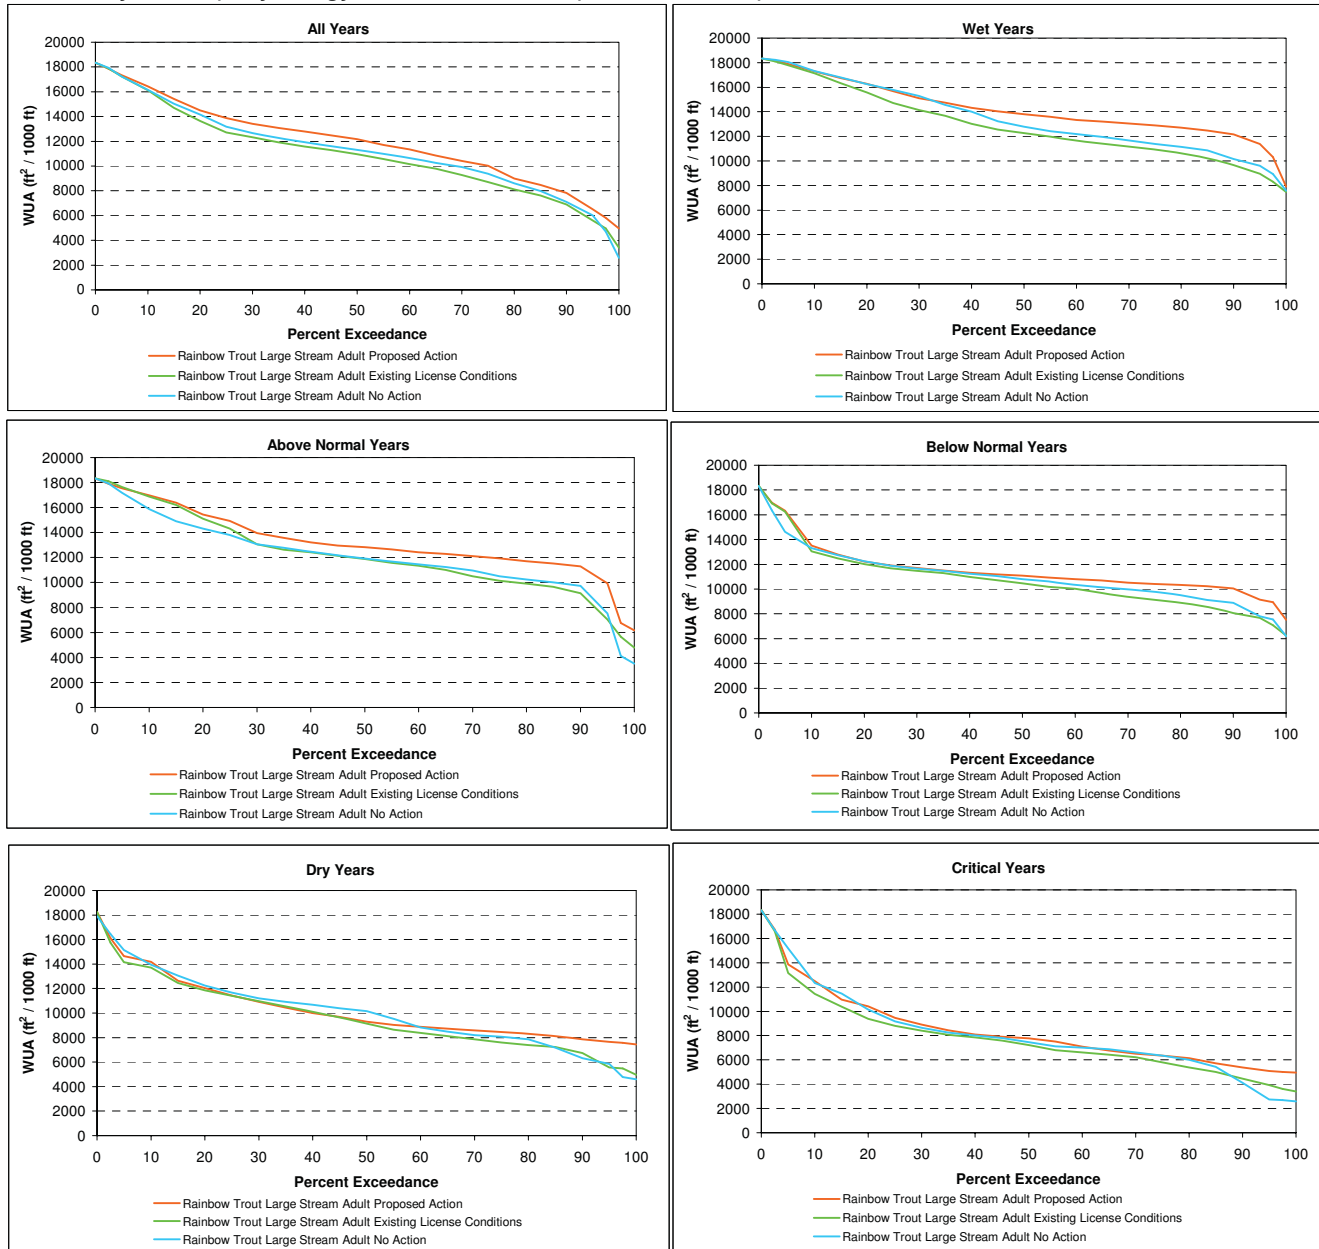 All Years
20000
18000
16000
14000
12000
10000
8000
6000
4000
2000
0
WUA (ft² / 1000 ft)
0 10 20 30 40 50 60 70 80 90 100
Percent Exceedance
Rainbow Trout Large Stream Adult Proposed Action
Rainbow Trout Large Stream Adult Existing License Conditions
Rainbow Trout Large Stream Adult No Action
Wet Years
20000
18000
16000
14000
12000
10000
8000
6000
4000
2000
0
WUA (ft² / 1000 ft)
0 10 20 30 40 50 60 70 80 90 100
Percent Exceedance
Rainbow Trout Large Stream Adult Proposed Action
Rainbow Trout Large Stream Adult Existing License Conditions
Rainbow Trout Large Stream Adult No Action
Above Normal Years
20000
18000
16000
14000
12000
10000
8000
6000
4000
2000
0
WUA (ft² / 1000 ft)
0 10 20 30 40 50 60 70 80 90 100
Percent Exceedance
Rainbow Trout Large Stream Adult Proposed Action
Rainbow Trout Large Stream Adult Existing License Conditions
Rainbow Trout Large Stream Adult No Action
Below Normal Years
20000
18000
16000
14000
12000
10000
8000
6000
4000
2000
0
WUA (ft² / 1000 ft)
0 10 20 30 40 50 60 70 80 90 100
Percent Exceedance
Rainbow Trout Large Stream Adult Proposed Action
Rainbow Trout Large Stream Adult Existing License Conditions
Rainbow Trout Large Stream Adult No Action
Dry Years
20000
18000
16000
14000
12000
10000
8000
6000
4000
2000
0
WUA (ft² / 1000 ft)
0 10 20 30 40 50 60 70 80 90 100
Percent Exceedance
Rainbow Trout Large Stream Adult Proposed Action
Rainbow Trout Large Stream Adult Existing License Conditions
Rainbow Trout Large Stream Adult No Action
Critical Years
20000
18000
16000
14000
12000
10000
8000
6000
4000
2000
0
WUA (ft² / 1000 ft)
0 10 20 30 40 50 60 70 80 90 100
Percent Exceedance
Rainbow Trout Large Stream Adult Proposed Action
Rainbow Trout Large Stream Adult Existing License Conditions
Rainbow Trout Large Stream Adult No Action